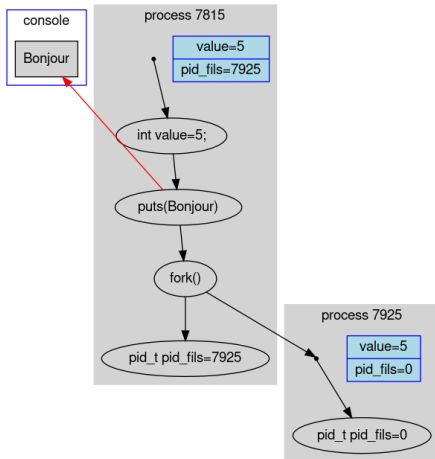 console
Bonjour
process 7815
value=5
pid_fils=7925
int value=5;
puts(Bonjour)
fork()
pid_t pid_fils=7925
process 7925
value=5
pid_fils=0
pid_t pid_fils=0